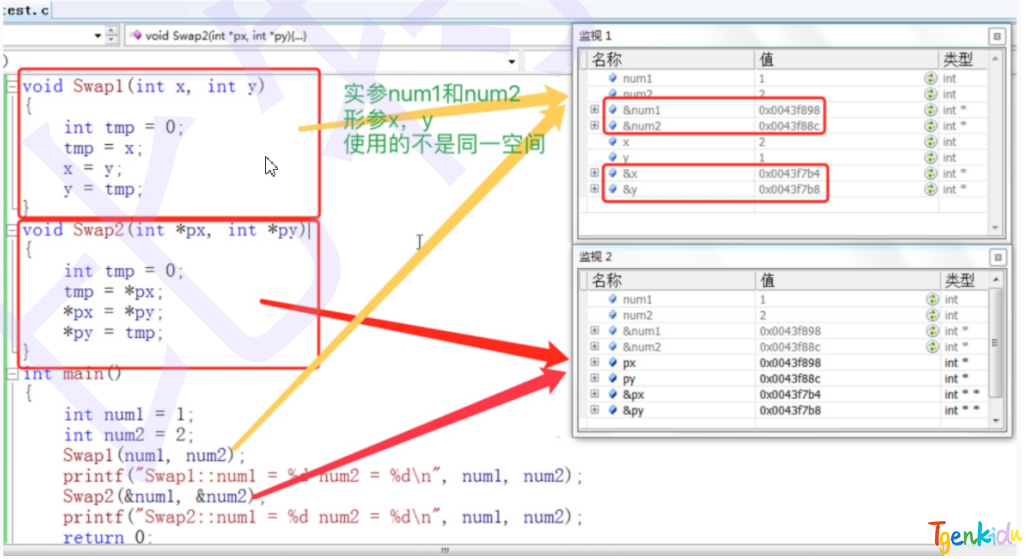 test.c
void Swap2(int *px, int *py){...}
void Swap1(int x, int y)
{
int tmp = 0;
tmp = x;
x = y;
y = tmp;
}
void Swap2(int *px, int *py)
{
int tmp = 0;
tmp = *px;
*px = *py;
*py = tmp;
}
int main()
{
int num1 = 1;
int num2 = 2;
Swap1(num1, num2);
printf("Swap1::num1 = %d num2 = %d\n", num1, num2);
Swap2(&num1, &num2);
printf("Swap2::num1 = %d num2 = %d\n", num1, num2);
return 0;
实参num1和num2
形参x，y
使用的不是同一空间
监视 1
名称 值 类型
num1 1 int
num2 2 int
&num1 0x0043f898 int *
&num2 0x0043f88c int *
x 2 int
y 1 int
&x 0x0043f7b4 int *
&y 0x0043f7b8 int *
监视 2
名称 值 类型
num1 1 int
num2 2 int
&num1 0x0043f898 int *
&num2 0x0043f88c int *
px 0x0043f898 int *
py 0x0043f88c int *
&px 0x0043f7b4 int * *
&py 0x0043f7b8 int * *
Tgenkidu